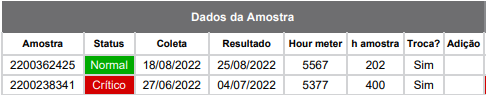 Dados da Amostra
Amostra Status Coleta Resultado Hour meter h amostra Troca? Adição
2200362425 Normal 18/08/2022 25/08/2022 5567 202 Sim
2200238341 Crítico 27/06/2022 04/07/2022 5377 400 Sim